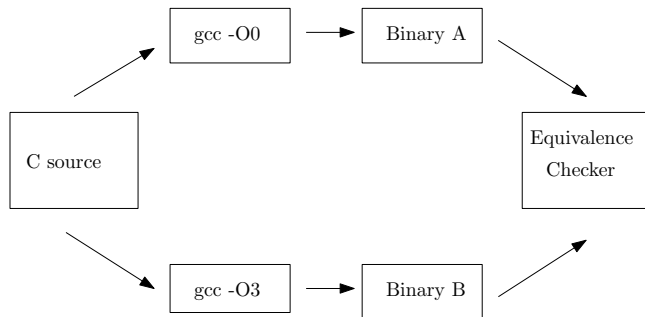 gcc -O0
Binary A
C source
Equivalence
Checker
gcc -O3
Binary B